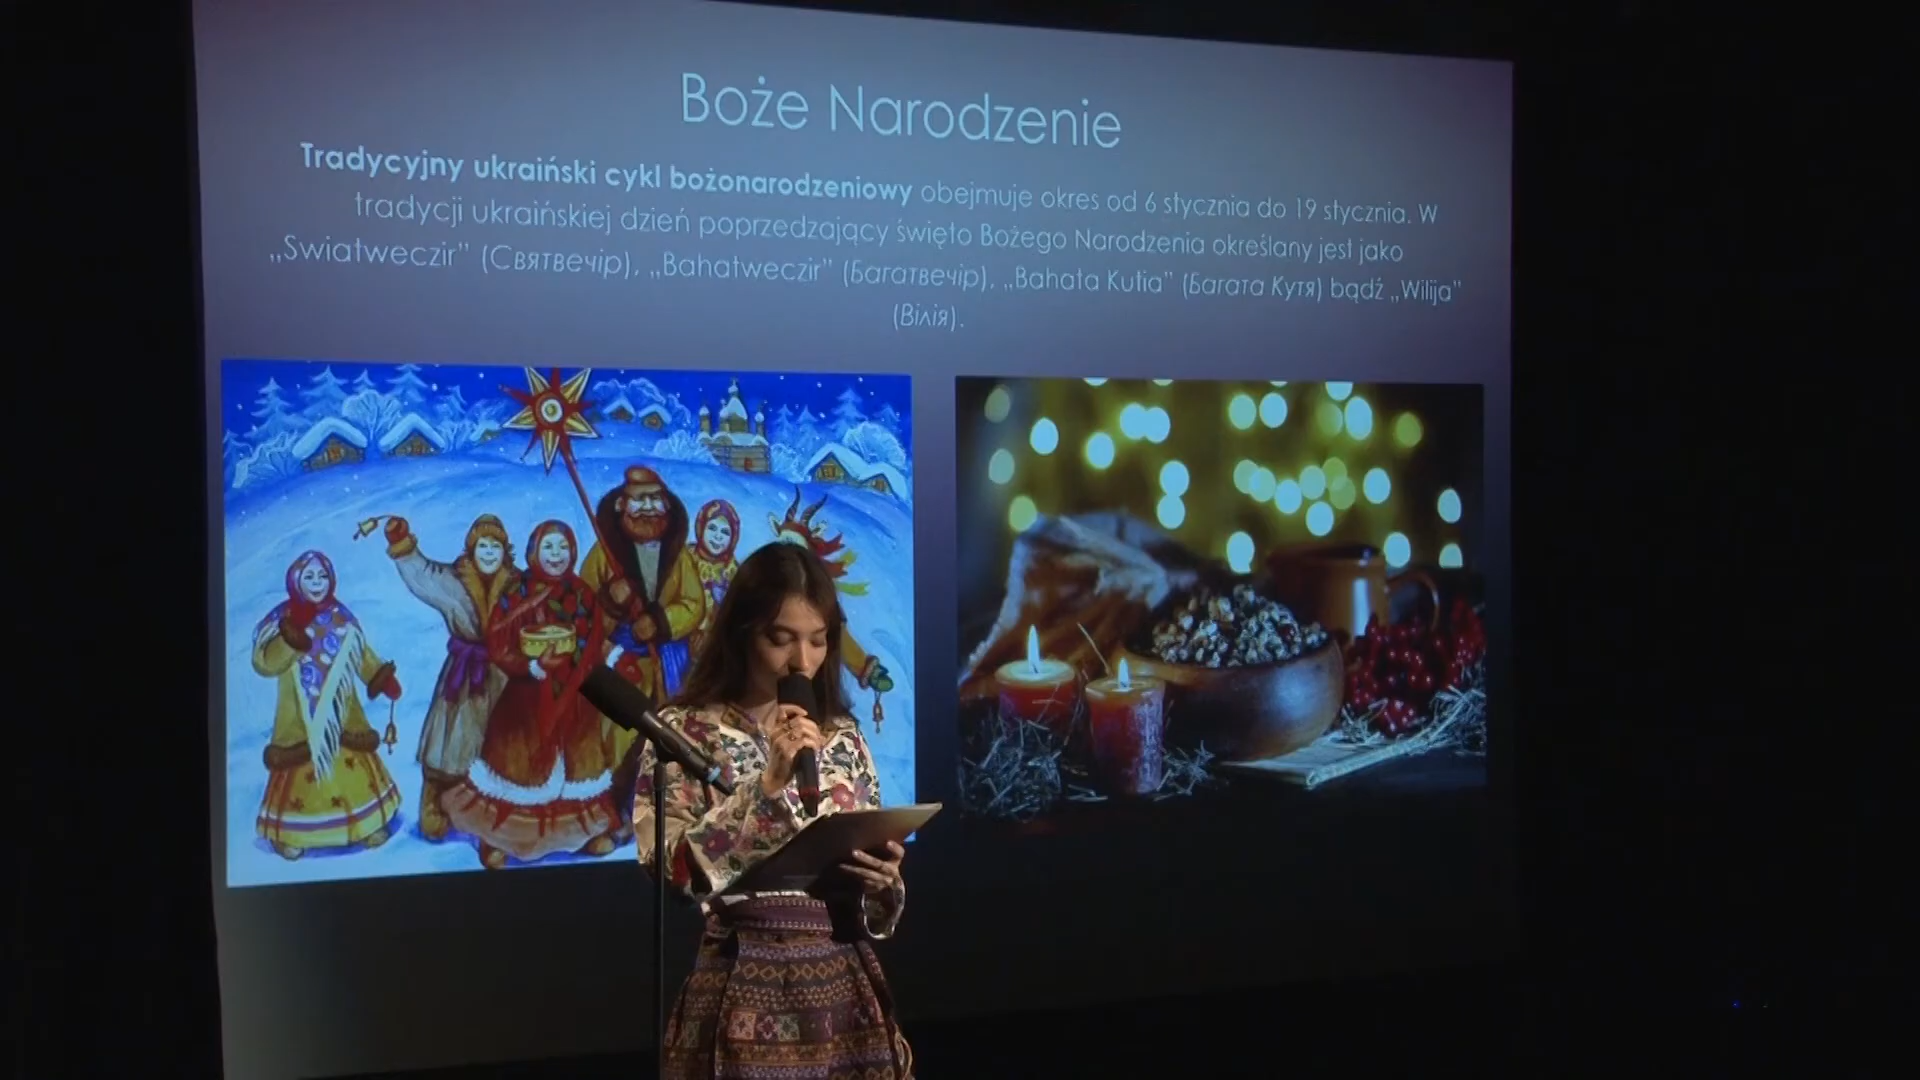 Boże Narodzenie
Tradycyjny ukraiński cykl bożonarodzeniowy obejmuje okres od 6 stycznia do 19 stycznia. W
tradycji ukraińskiej dzień poprzedzający święto Bożego Narodzenia określany jest jako
„Swiatweczir” (Святвечір), „Bahatweczir” (Багатвечір), „Bahata Kutia” (Багата Кутя) bądź „Wilija”
(Вілія).